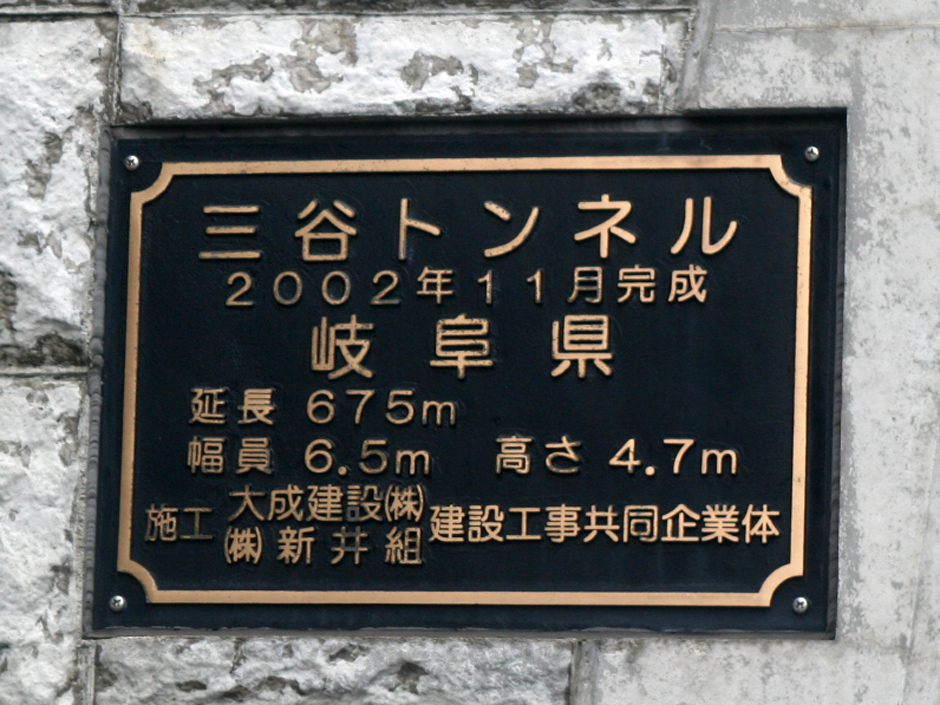 三谷トンネル
2002年11月完成
岐阜県
延長 675m
幅員 6.5m 高さ 4.7m
施工 大成建設㈱ 建設工事共同企業体
㈱新井組